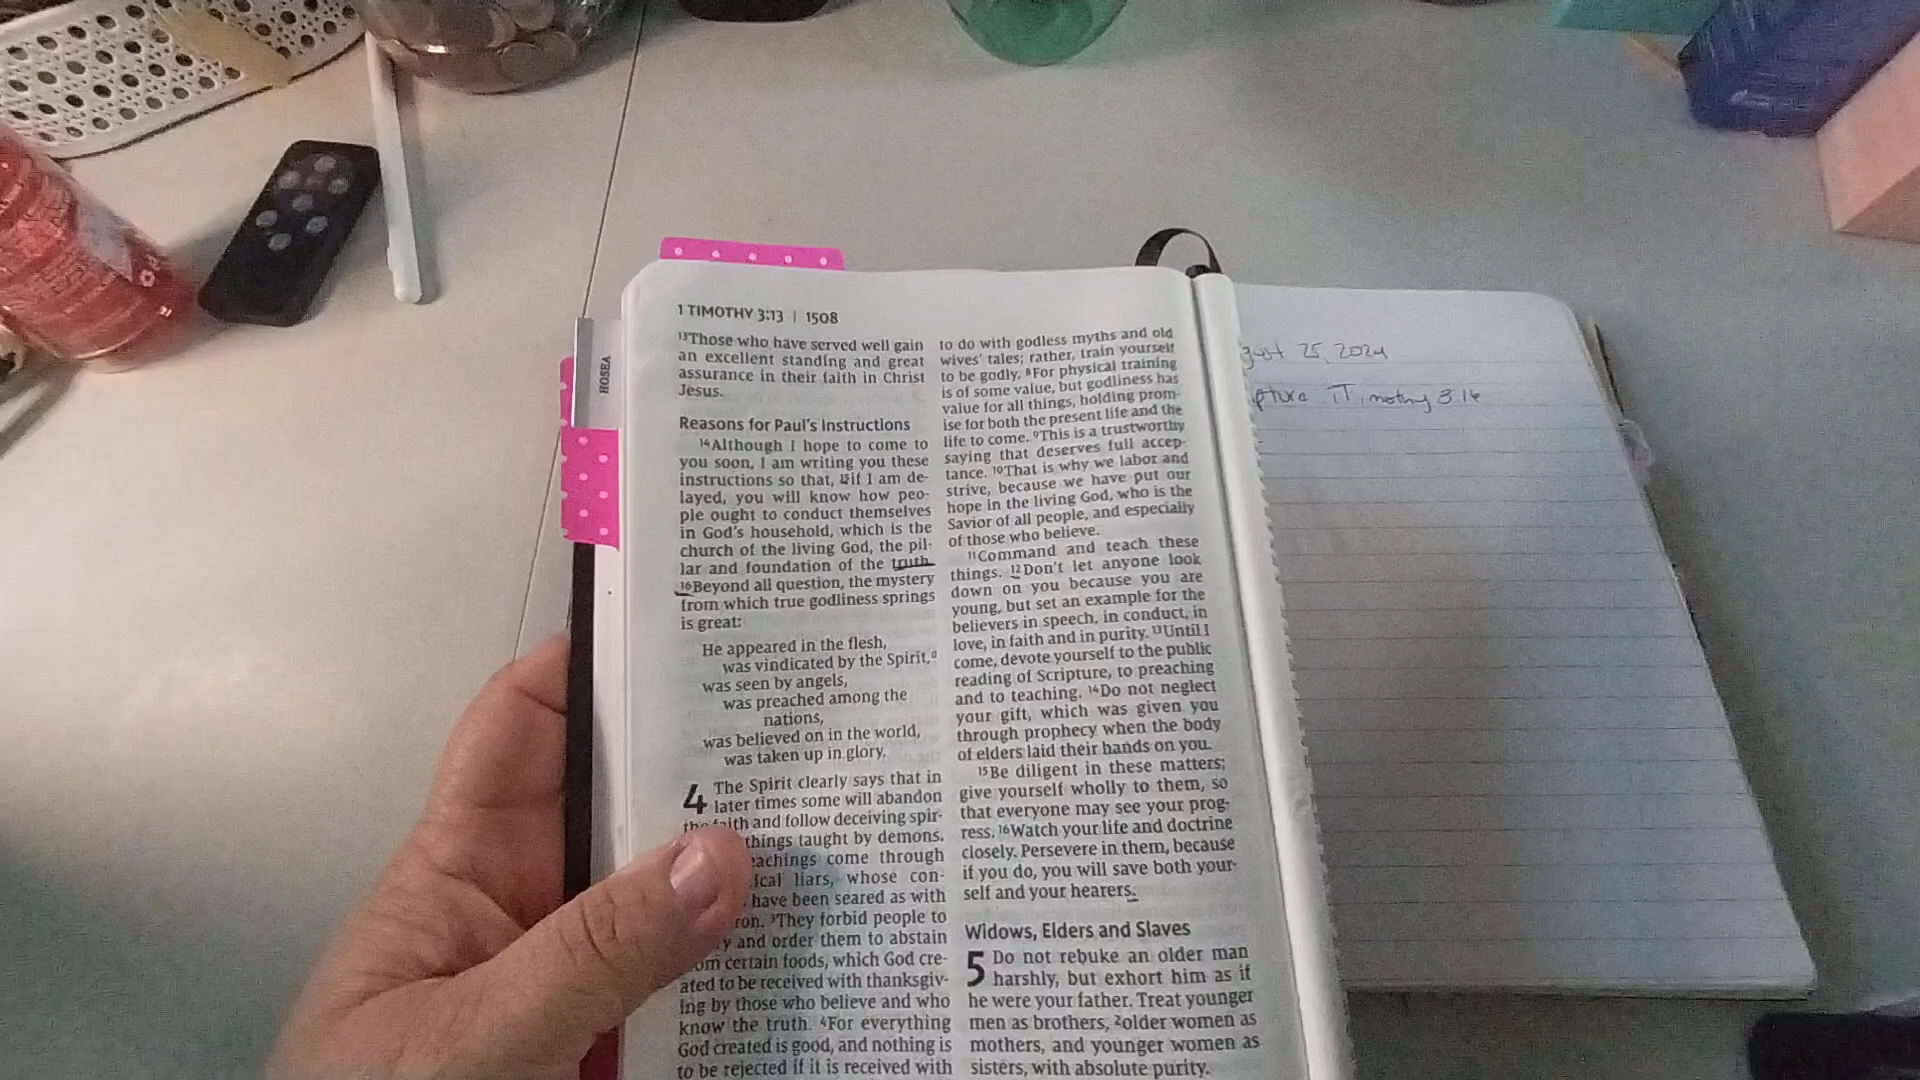 1 TIMOTHY 3:13 | 1508
HOSEA
¹³Those who have served well gain
an excellent standing and great
assurance in their faith in Christ
Jesus.
Reasons for Paul's Instructions
¹⁴Although I hope to come to
you soon, I am writing you these
instructions so that, ¹⁵if I am de-
layed, you will know how peo-
ple ought to conduct themselves
in God's household, which is the
church of the living God, the pil-
lar and foundation of the truth.
¹⁶Beyond all question, the mystery
from which true godliness springs
is great:
He appeared in the flesh,
was vindicated by the Spirit,ᵃ
was seen by angels,
was preached among the
nations,
was believed on in the world,
was taken up in glory.
4 The Spirit clearly says that in
later times some will abandon
the faith and follow deceiving spir-
things taught by demons.
eachings come through
ical liars, whose con-
have been seared as with
ron. ³They forbid people to
y and order them to abstain
om certain foods, which God cre-
ated to be received with thanksgiv-
ing by those who believe and who
know the truth. ⁴For everything
God created is good, and nothing is
to be rejected if it is received with
to do with godless myths and old
wives' tales; rather, train yourself
to be godly. ⁸For physical training
is of some value, but godliness has
value for all things, holding prom-
ise for both the present life and the
life to come. ⁹This is a trustworthy
saying that deserves full accep-
tance. ¹⁰That is why we labor and
strive, because we have put our
hope in the living God, who is the
Savior of all people, and especially
of those who believe.
¹¹Command and teach these
things. ¹²Don't let anyone look
down on you because you are
young, but set an example for the
believers in speech, in conduct, in
love, in faith and in purity. ¹³Until I
come, devote yourself to the public
reading of Scripture, to preaching
and to teaching. ¹⁴Do not neglect
your gift, which was given you
through prophecy when the body
of elders laid their hands on you.
¹⁵Be diligent in these matters;
give yourself wholly to them, so
that everyone may see your prog-
ress. ¹⁶Watch your life and doctrine
closely. Persevere in them, because
if you do, you will save both your-
self and your hearers.
Widows, Elders and Slaves
5 Do not rebuke an older man
harshly, but exhort him as if
he were your father. Treat younger
men as brothers, ²older women as
mothers, and younger women as
sisters, with absolute purity.
gust 25, 2024
pture 1Timothy 3.16